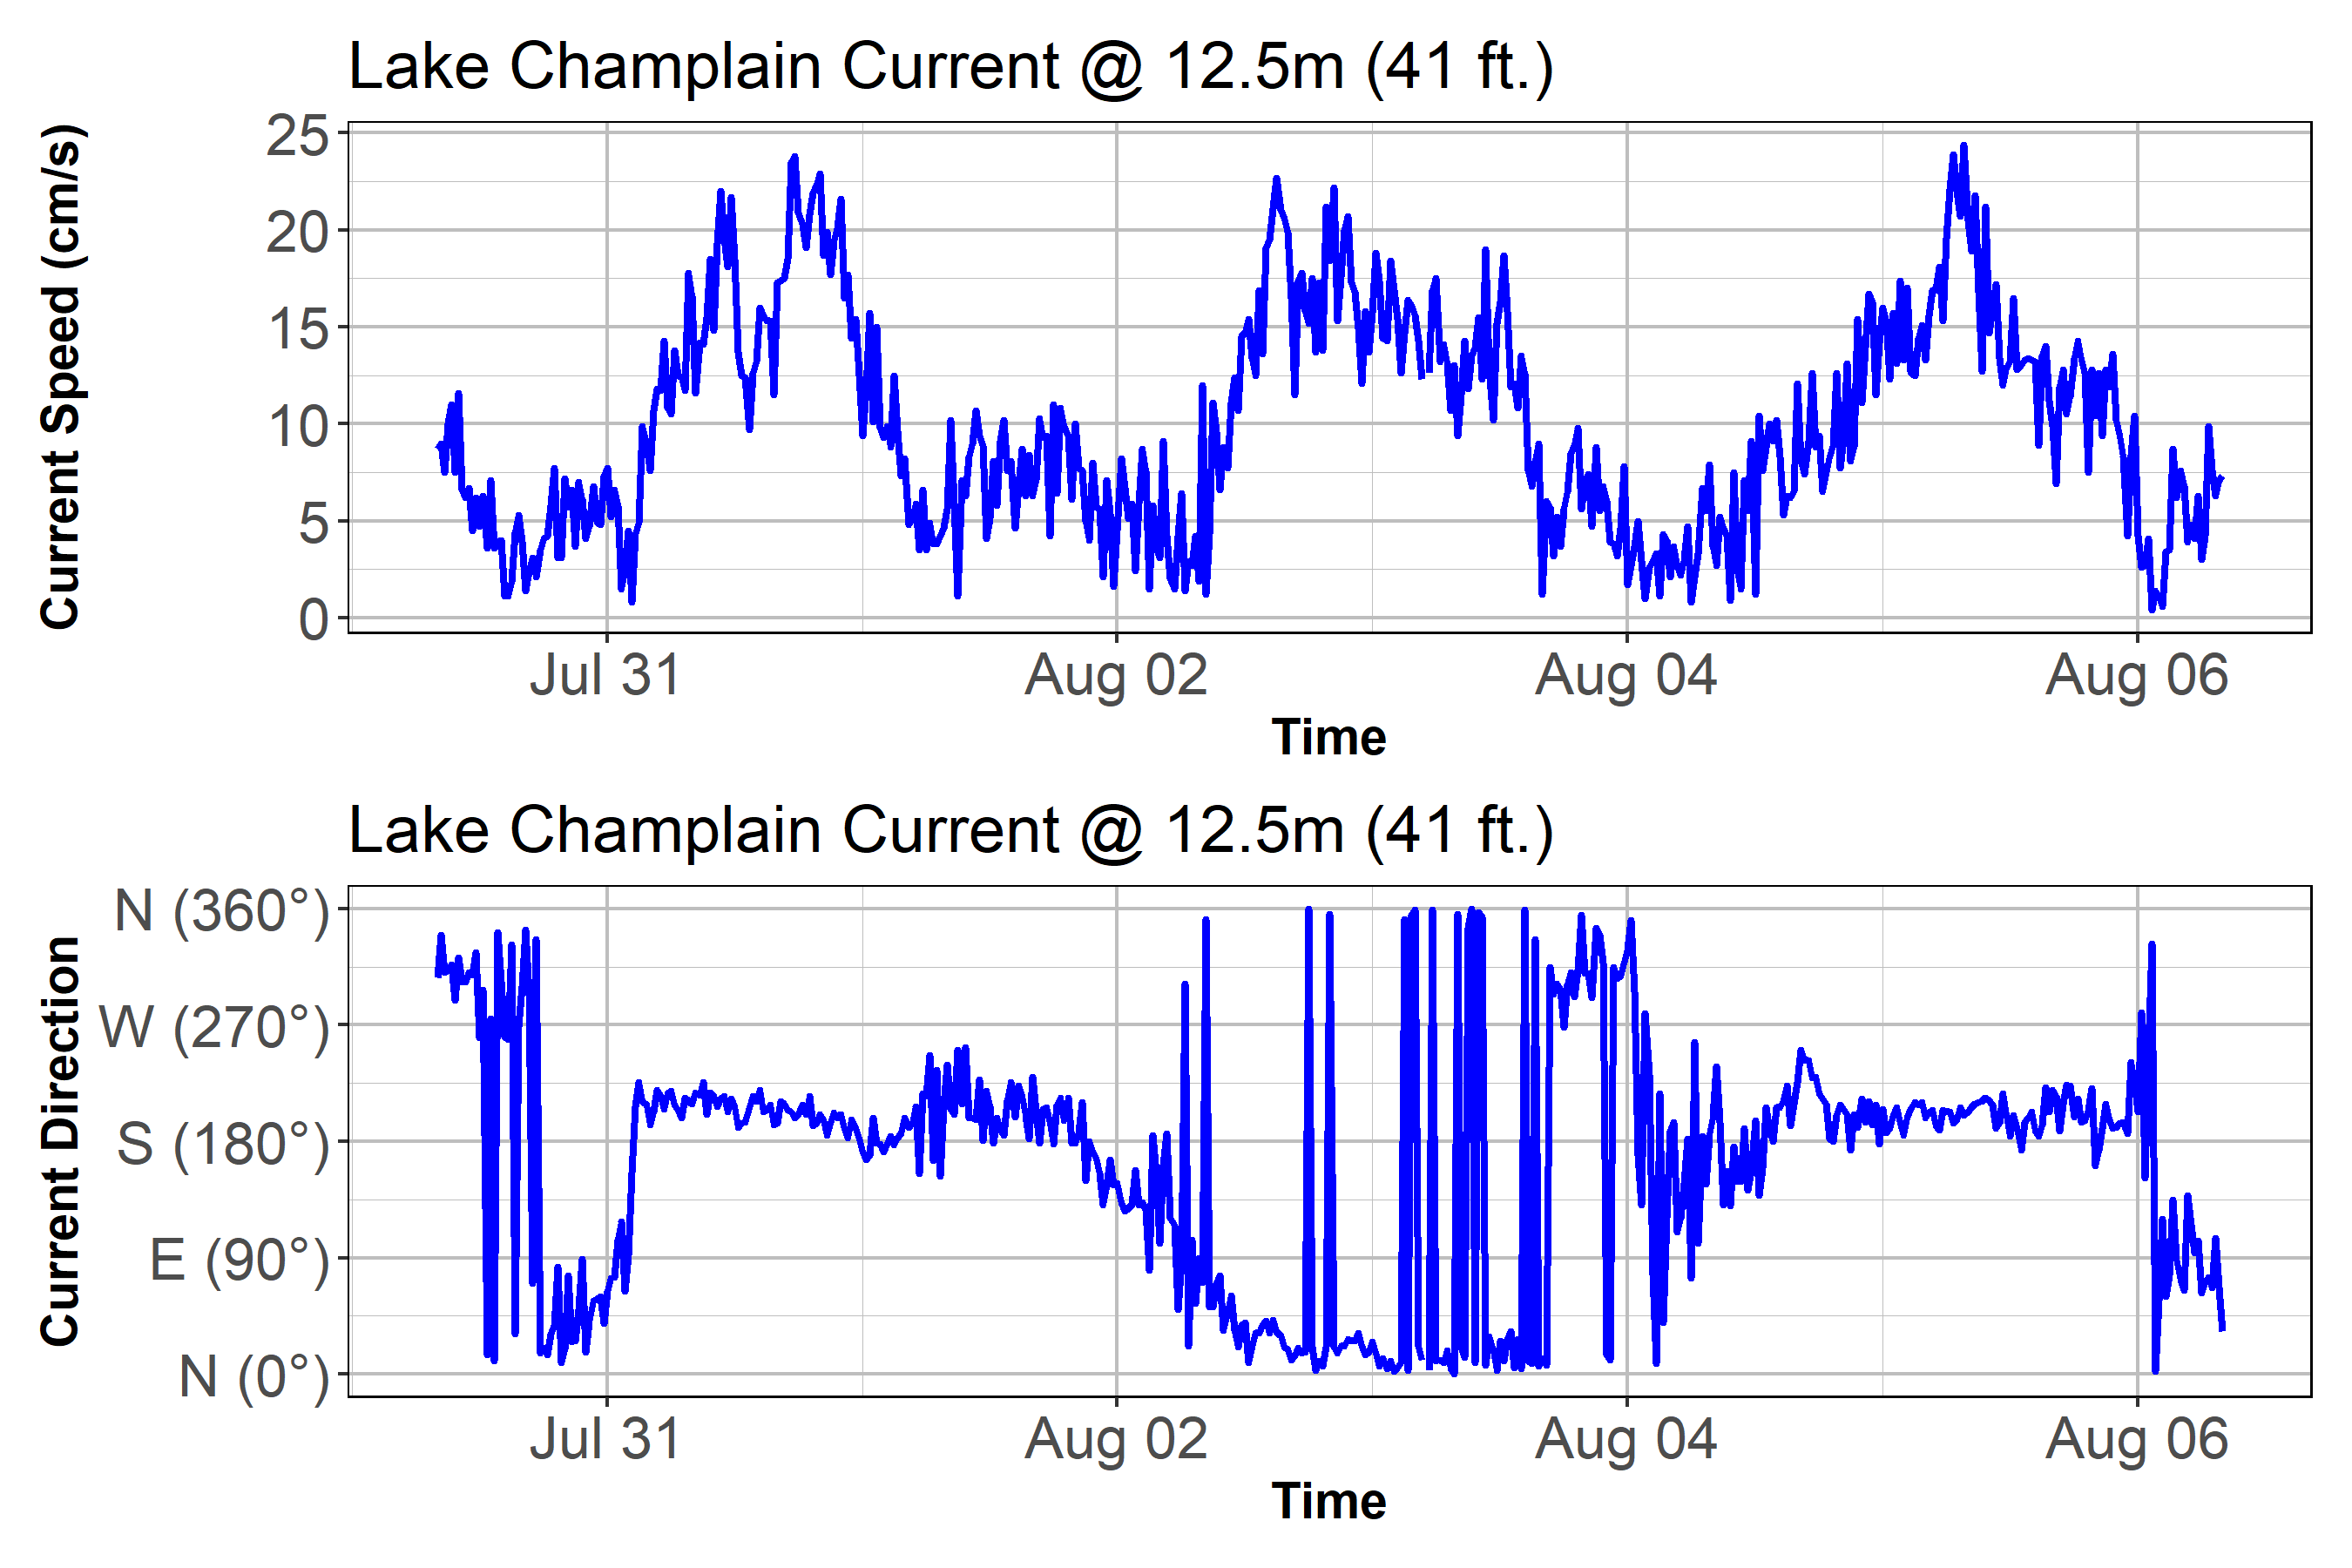 Lake Champlain Current @ 12.5m (41 ft.)
Current Speed (cm/s)
25
20
15
10
5
0
Jul 31 Aug 02 Aug 04 Aug 06
Time
Lake Champlain Current @ 12.5m (41 ft.)
Current Direction
N (360°)
W (270°)
S (180°)
E (90°)
N (0°)
Jul 31 Aug 02 Aug 04 Aug 06
Time